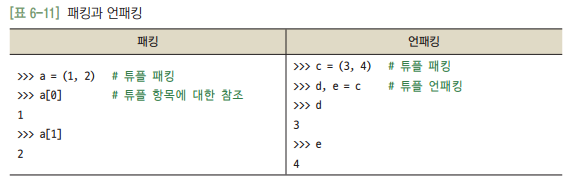 [표 6-11] 패킹과 언패킹
패킹
>>> a = (1, 2) # 튜플 패킹
>>> a[0] # 튜플 항목에 대한 참조
1
>>> a[1]
2
언패킹
>>> c = (3, 4) # 튜플 패킹
>>> d, e = c # 튜플 언패킹
>>> d
3
>>> e
4